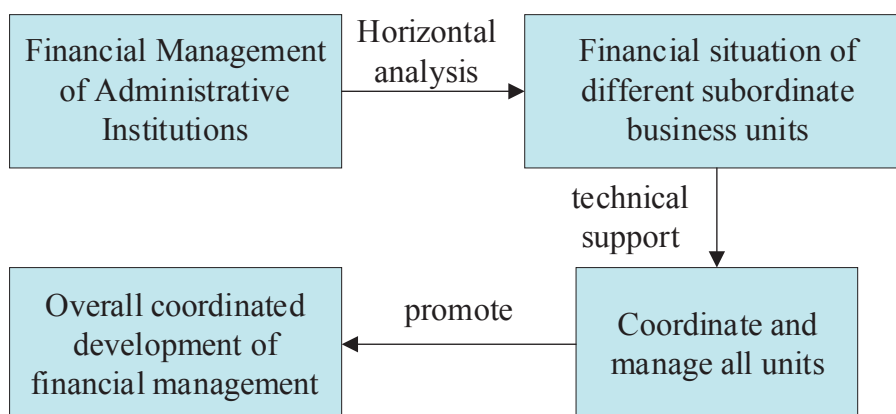 Financial Management
of Administrative
Institutions
Horizontal
analysis
Financial situation of
different subordinate
business units
technical
support
Coordinate and
manage all units
promote
Overall coordinated
development of
financial management